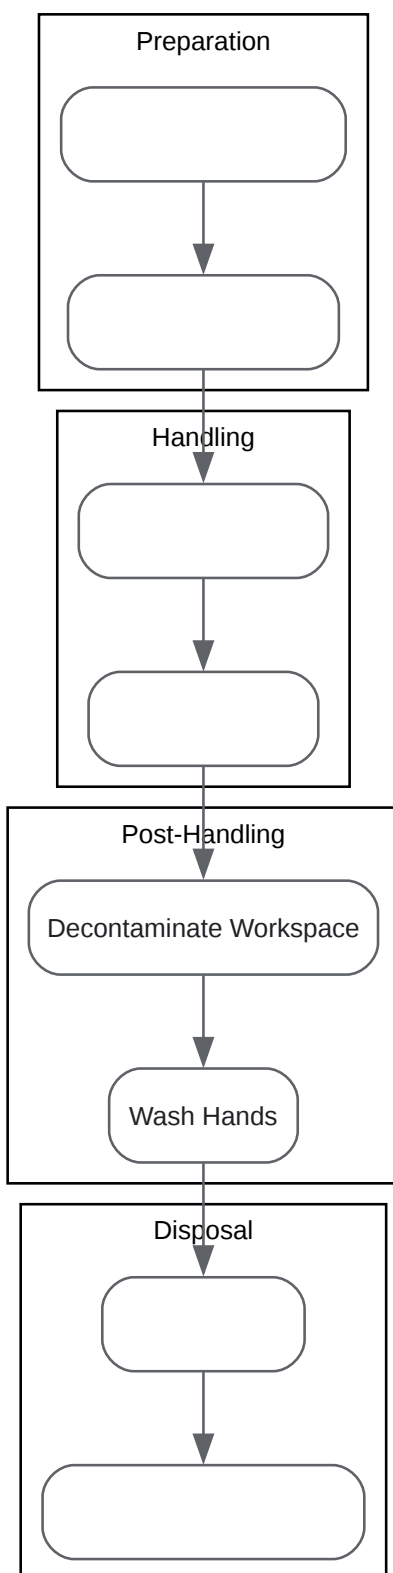 Preparation
Handling
Post-Handling
Decontaminate Workspace
Wash Hands
Disposal